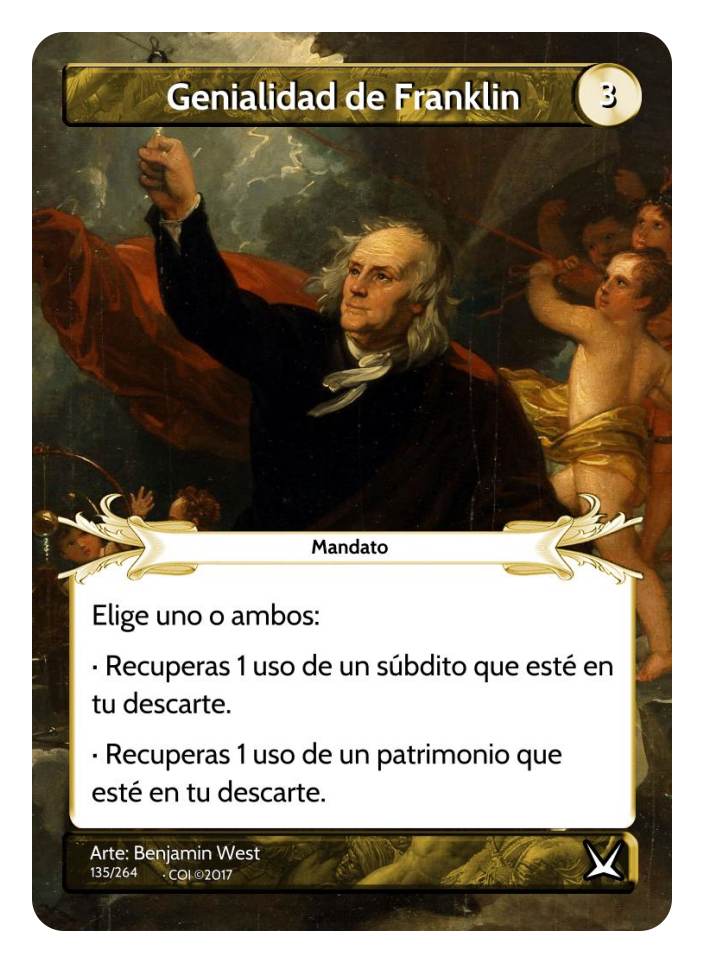 Genialidad de Franklin
3
Mandato
Elige uno o ambos:
· Recuperas 1 uso de un súbdito que esté en
tu descarte.
· Recuperas 1 uso de un patrimonio que
esté en tu descarte.
Arte: Benjamin West
135/264 · COI ©2017